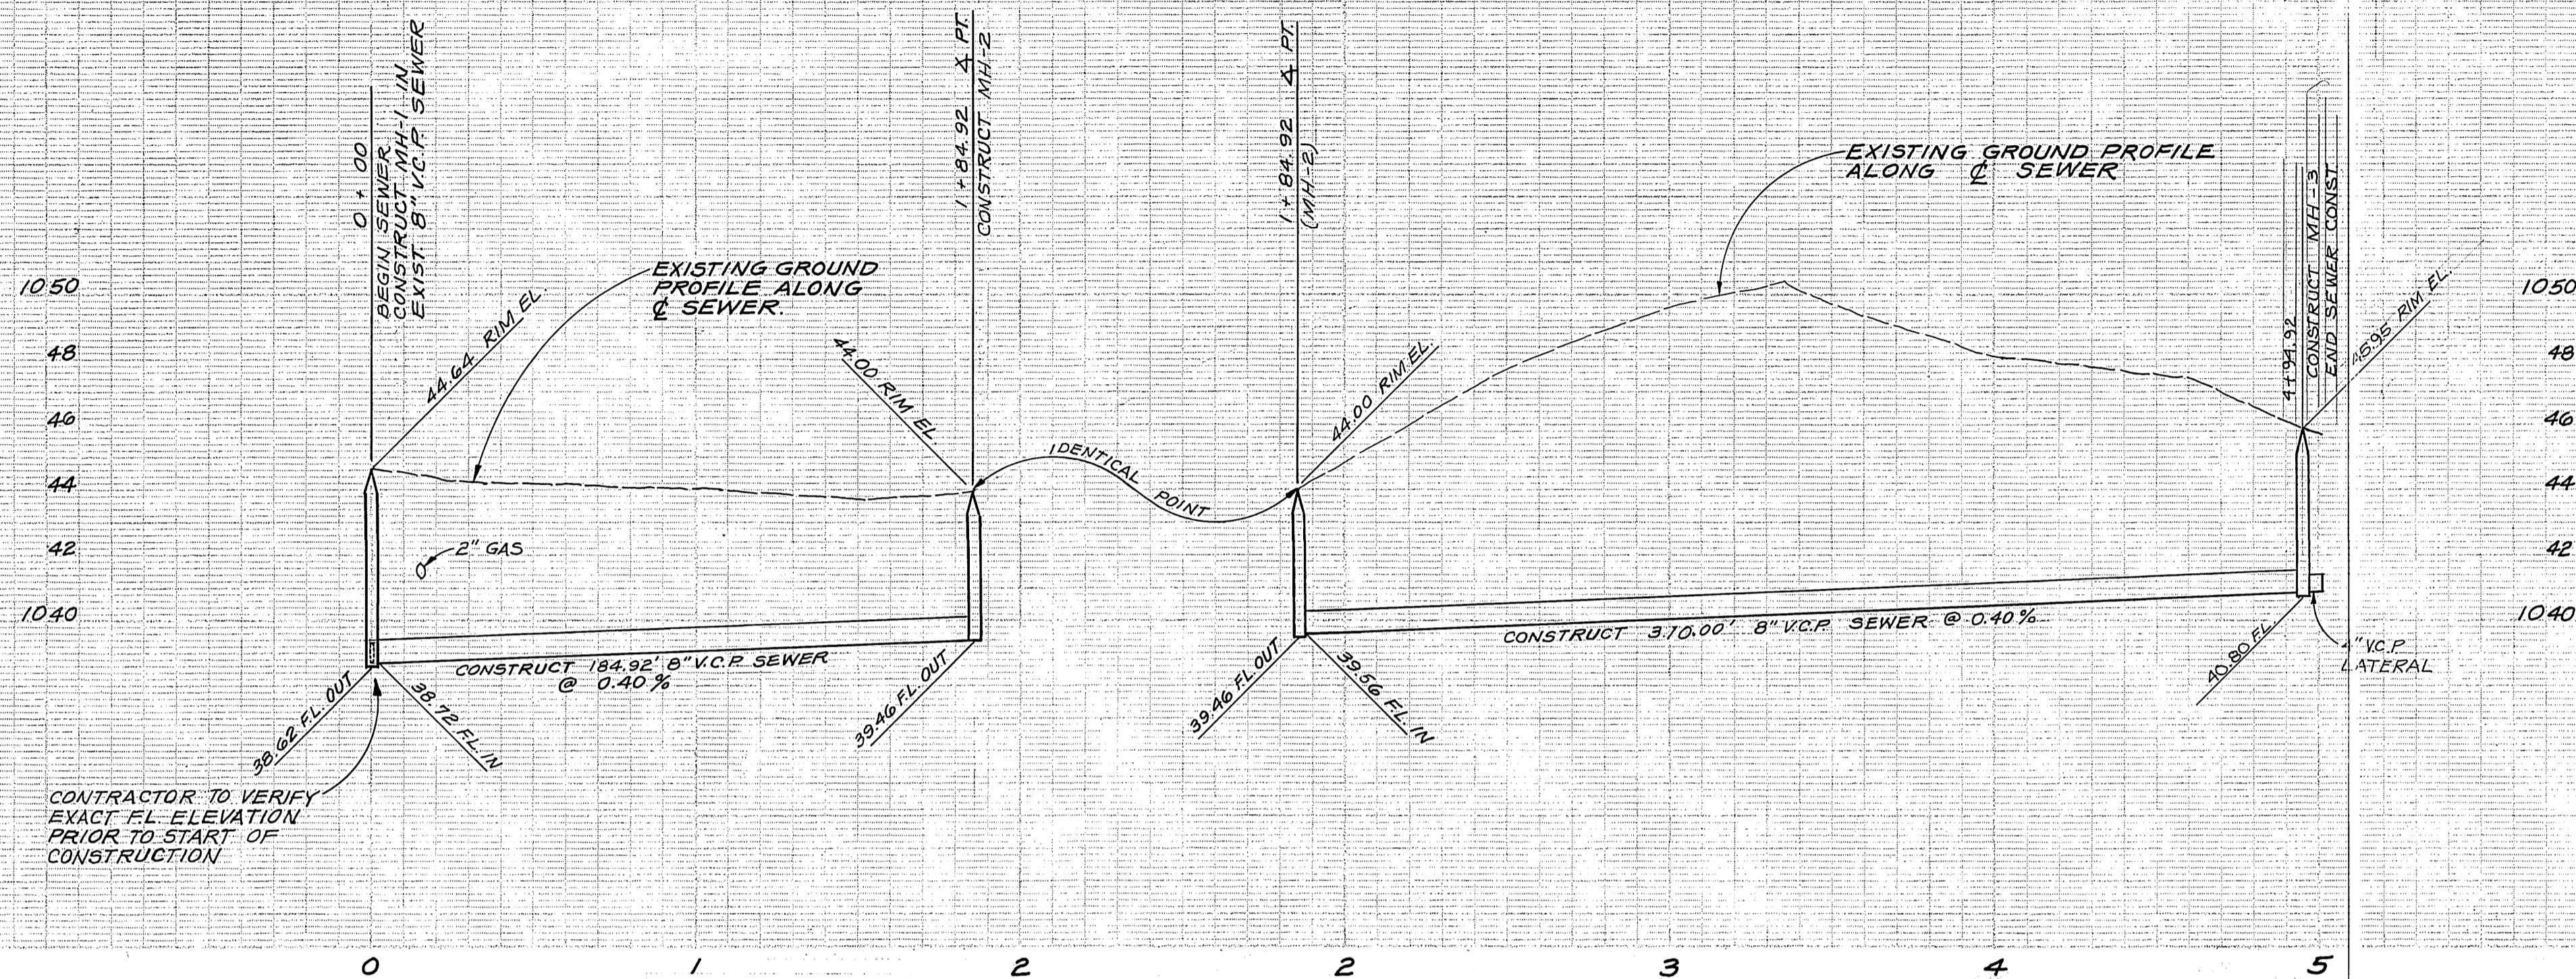 0 + 00
BEGIN SEWER
CONSTRUCT MH-1 IN
EXIST. 8" V.C.P. SEWER
1 + 84.92 ∡ PT.
CONSTRUCT MH-2
1 + 84.92 ∡ PT.
(MH-2)
4+94.92
CONSTRUCT MH-3
END SEWER CONST.
EXISTING GROUND PROFILE
ALONG ℄ SEWER
EXISTING GROUND
PROFILE ALONG
℄ SEWER.
44.64 RIM EL.
44.00 RIM EL.
44.00 RIM EL.
45.95 RIM EL.
1050
48
46
44
42
1040
1050
48
46
44
42
1040
IDENTICAL
POINT
2" GAS
CONSTRUCT 184.92' 8" V.C.P. SEWER
@ 0.40%
CONSTRUCT 310.00' 8" V.C.P. SEWER @ 0.40%
38.62 F.L. OUT
38.72 F.L. IN
39.46 F.L. OUT
39.46 F.L. OUT
39.56 F.L. IN
40.80 F.L.
V.C.P.
LATERAL
CONTRACTOR TO VERIFY
EXACT F.L. ELEVATION
PRIOR TO START OF
CONSTRUCTION
0 1 2 2 3 4 5